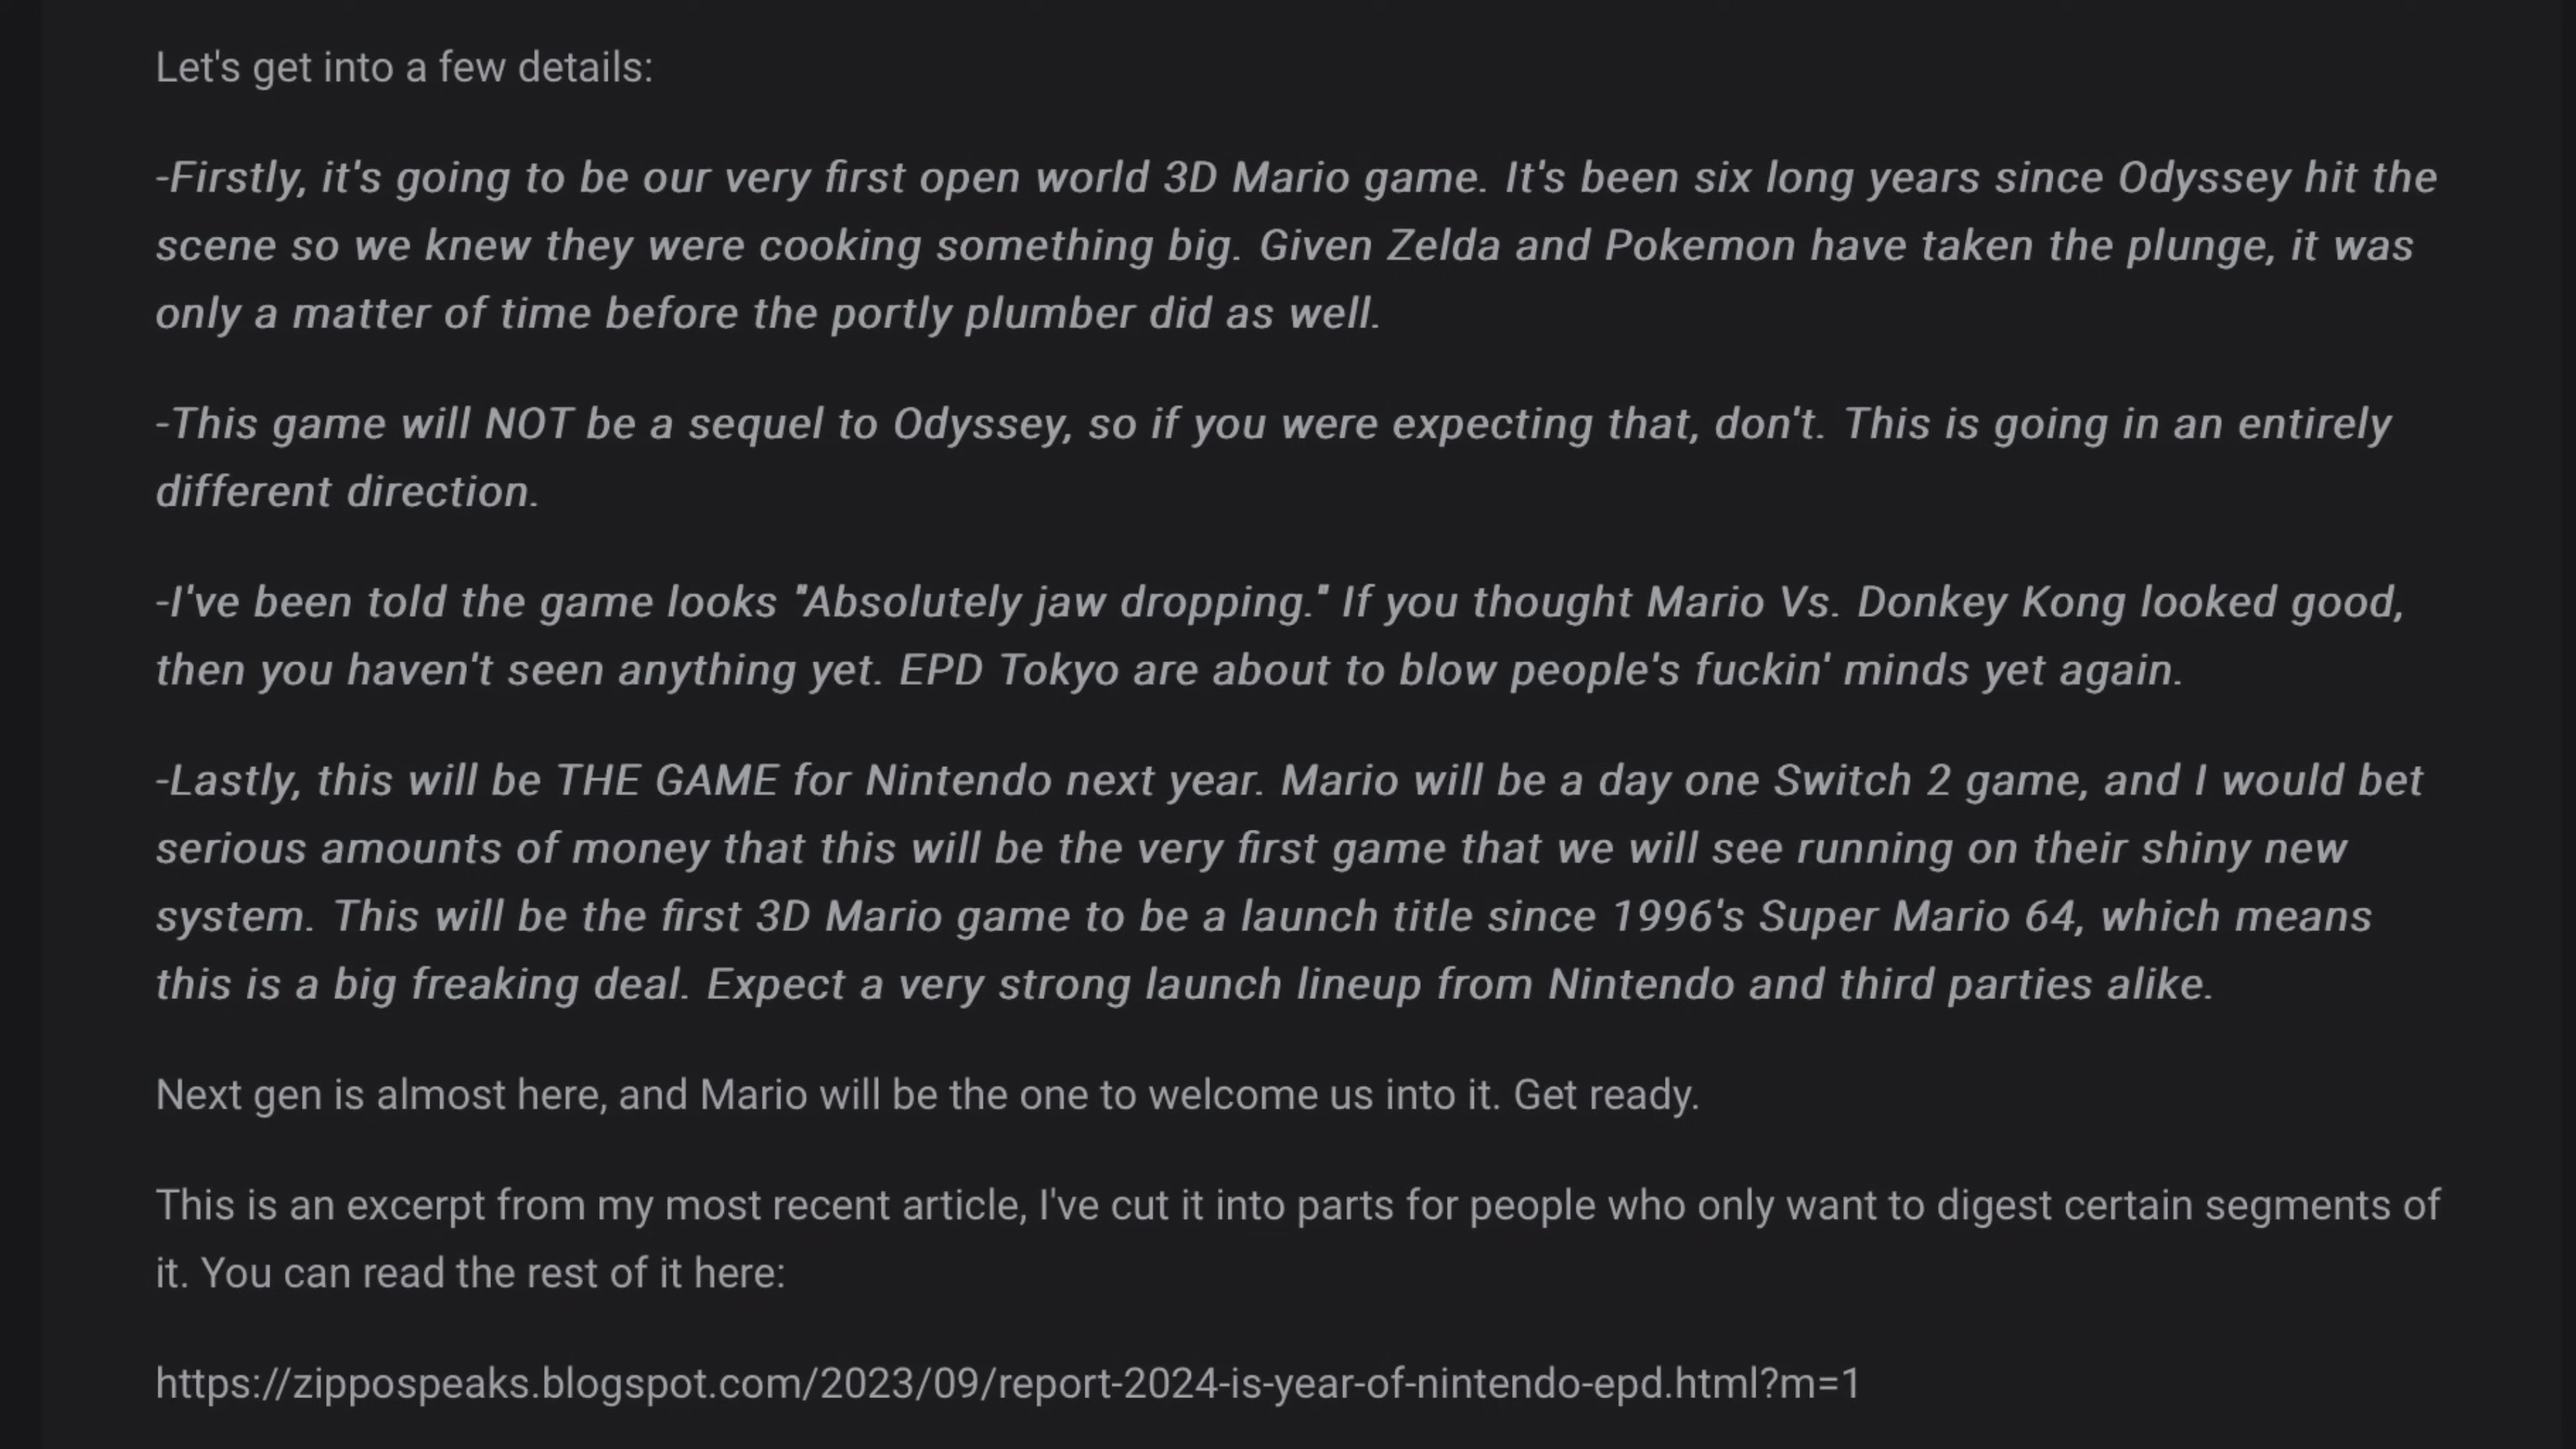 Let's get into a few details:
-Firstly, it's going to be our very first open world 3D Mario game. It's been six long years since Odyssey hit the
scene so we knew they were cooking something big. Given Zelda and Pokemon have taken the plunge, it was
only a matter of time before the portly plumber did as well.
-This game will NOT be a sequel to Odyssey, so if you were expecting that, don't. This is going in an entirely
different direction.
-I've been told the game looks "Absolutely jaw dropping." If you thought Mario Vs. Donkey Kong looked good,
then you haven't seen anything yet. EPD Tokyo are about to blow people's fuckin' minds yet again.
-Lastly, this will be THE GAME for Nintendo next year. Mario will be a day one Switch 2 game, and I would bet
serious amounts of money that this will be the very first game that we will see running on their shiny new
system. This will be the first 3D Mario game to be a launch title since 1996's Super Mario 64, which means
this is a big freaking deal. Expect a very strong launch lineup from Nintendo and third parties alike.
Next gen is almost here, and Mario will be the one to welcome us into it. Get ready.
This is an excerpt from my most recent article, I've cut it into parts for people who only want to digest certain segments of
it. You can read the rest of it here:
https://zippospeaks.blogspot.com/2023/09/report-2024-is-year-of-nintendo-epd.html?m=1